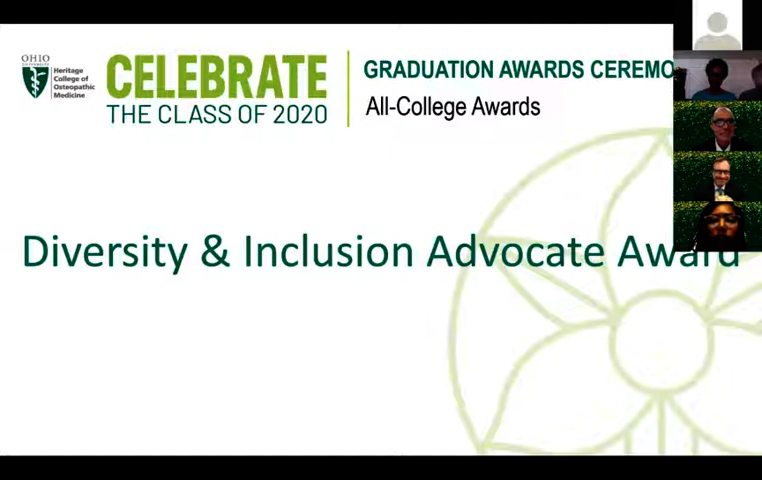 OHIO
UNIVERSITY
Heritage
College of
Osteopathic
Medicine
CELEBRATE
THE CLASS OF 2020
GRADUATION AWARDS CEREMO
All-College Awards
Diversity & Inclusion Advocate Award